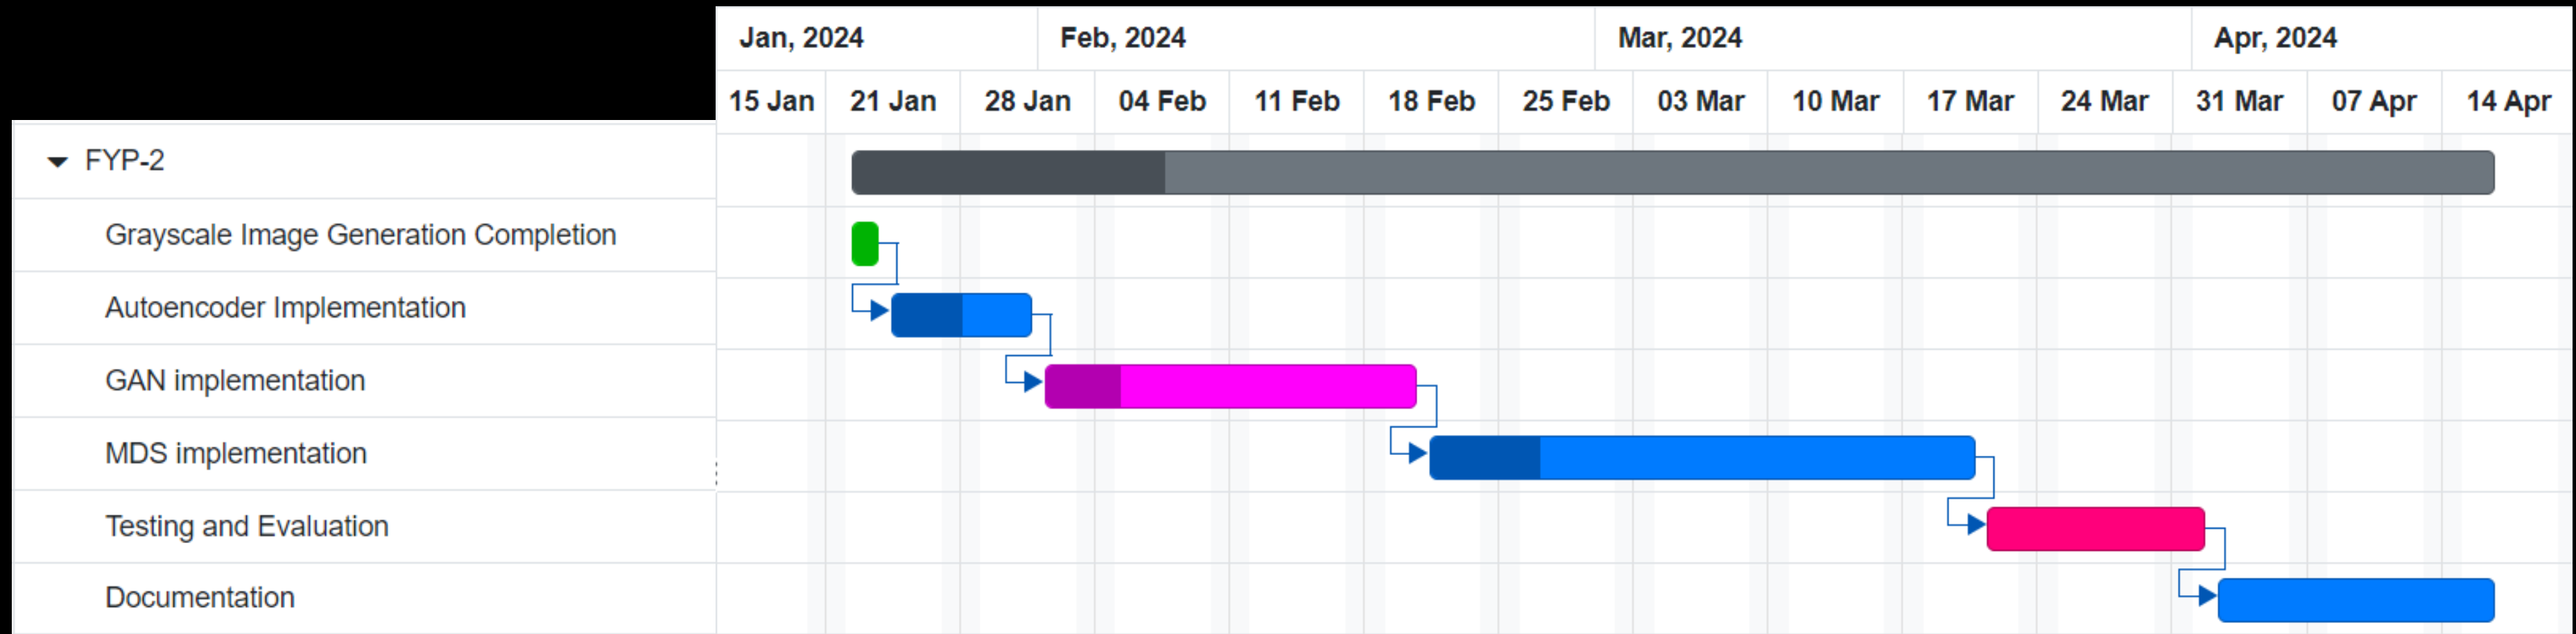 Jan, 2024 Feb, 2024 Mar, 2024 Apr, 2024
15 Jan 21 Jan 28 Jan 04 Feb 11 Feb 18 Feb 25 Feb 03 Mar 10 Mar 17 Mar 24 Mar 31 Mar 07 Apr 14 Apr
FYP-2
Grayscale Image Generation Completion
Autoencoder Implementation
GAN implementation
MDS implementation
Testing and Evaluation
Documentation